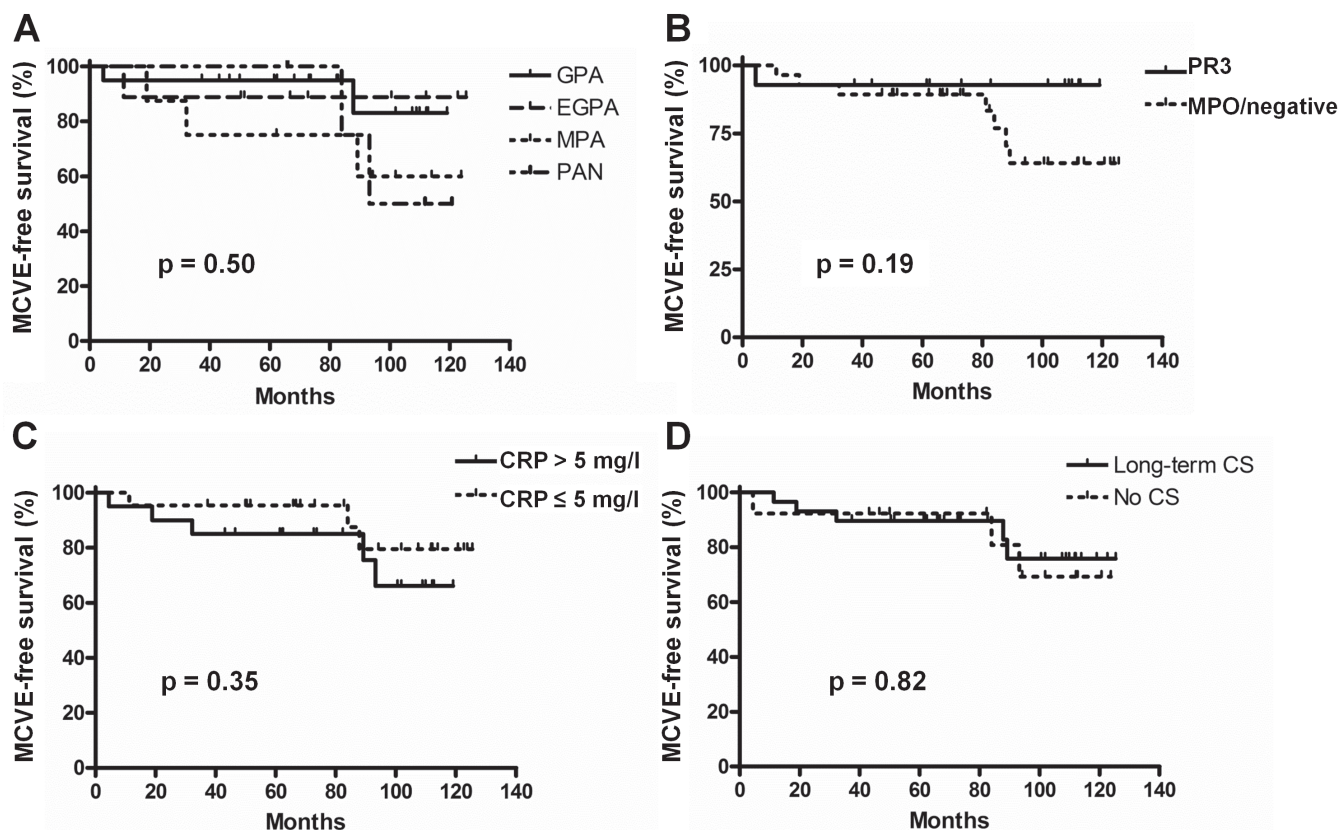 A
MCVE-free survival (%)
100
80
60
40
20
0
0 20 40 60 80 100 120 140
Months
GPA
EGPA
MPA
PAN
p = 0.50
B
MCVE-free survival (%)
100
75
50
25
0
0 20 40 60 80 100 120 140
Months
PR3
MPO/negative
p = 0.19
C
MCVE-free survival (%)
100
80
60
40
20
0
0 20 40 60 80 100 120 140
Months
CRP > 5 mg/l
CRP ≤ 5 mg/l
p = 0.35
D
MCVE-free survival (%)
100
80
60
40
20
0
0 20 40 60 80 100 120 140
Months
Long-term CS
No CS
p = 0.82